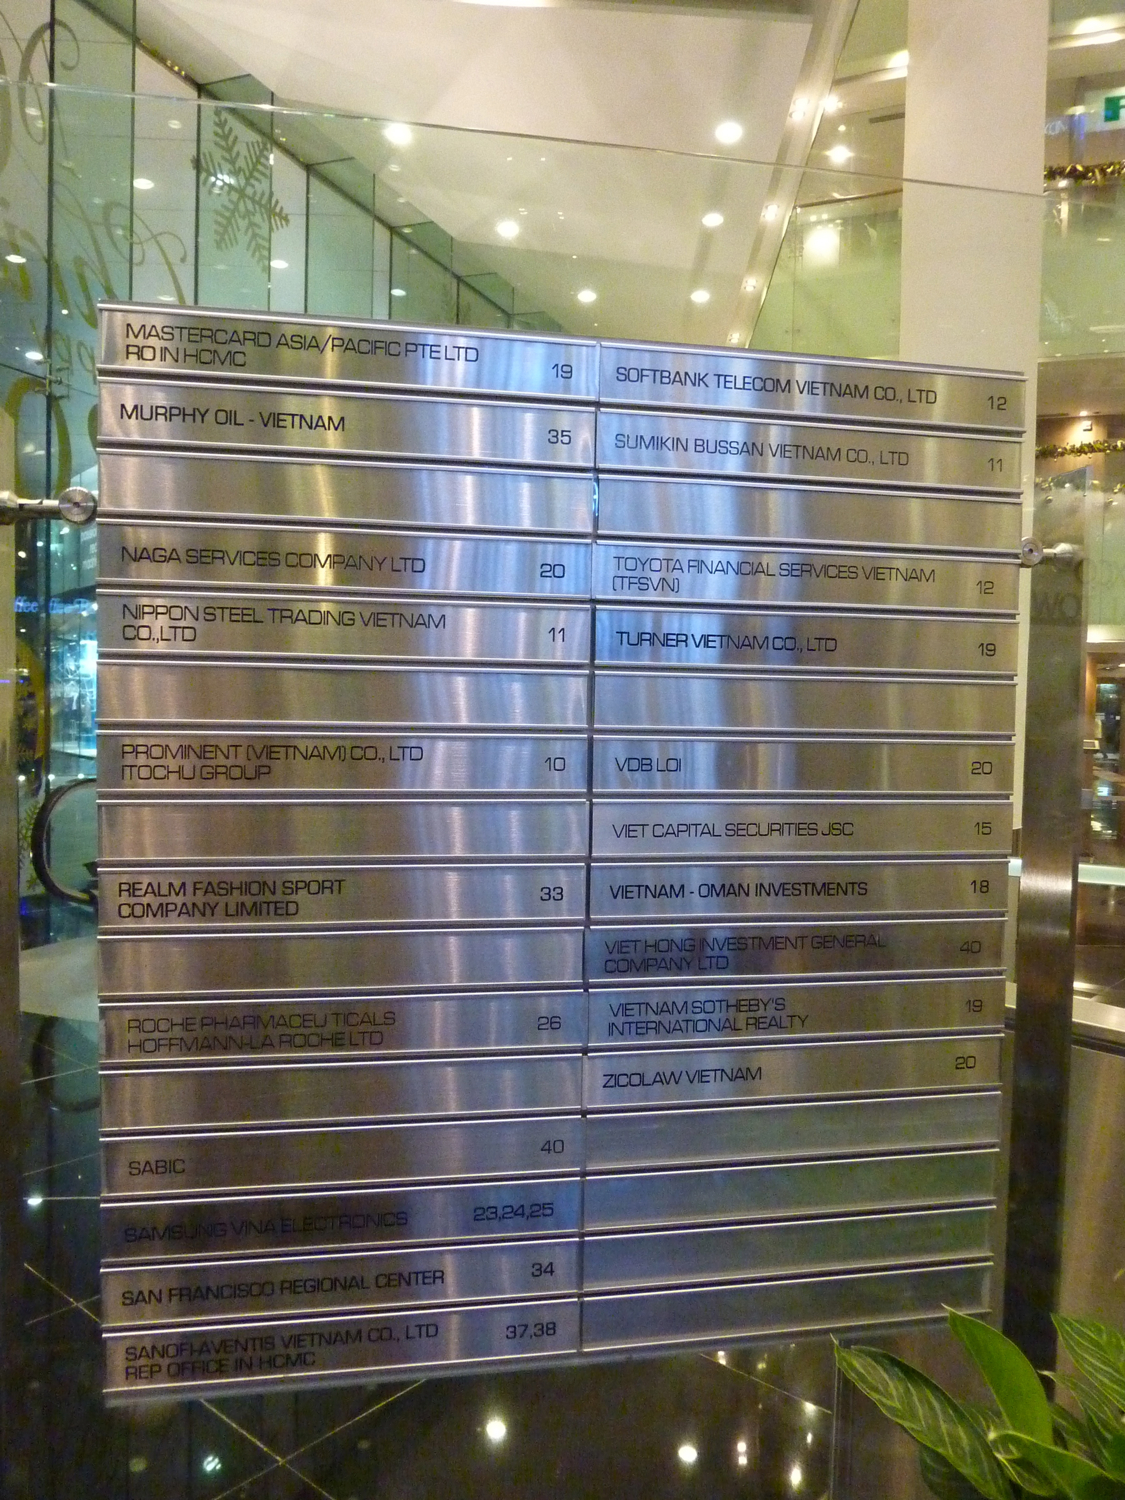 MASTERCARD ASIA/PACIFIC PTE LTD
RO IN HCMC 19
MURPHY OIL - VIETNAM 35
NAGA SERVICES COMPANY LTD 20
NIPPON STEEL TRADING VIETNAM
CO.,LTD 11
PROMINENT (VIETNAM) CO., LTD
ITOCHU GROUP 10
REALM FASHION SPORT
COMPANY LIMITED 33
ROCHE PHARMACEU TICALS
HOFFMANN-LA ROCHE LTD 26
SABIC 40
SAMSUNG VINA ELECTRONICS 23,24,25
SAN FRANCISCO REGIONAL CENTER 34
SANOFI-AVENTIS VIETNAM CO., LTD
REP OFFICE IN HCMC 37,38
SOFTBANK TELECOM VIETNAM CO., LTD 12
SUMIKIN BUSSAN VIETNAM CO., LTD 11
TOYOTA FINANCIAL SERVICES VIETNAM
(TFSVN) 12
TURNER VIETNAM CO., LTD 19
VDB LOI 20
VIET CAPITAL SECURITIES JSC 15
VIETNAM - OMAN INVESTMENTS 18
VIET HONG INVESTMENT GENERAL
COMPANY LTD 40
VIETNAM SOTHEBY'S
INTERNATIONAL REALTY 19
ZICOLAW VIETNAM 20